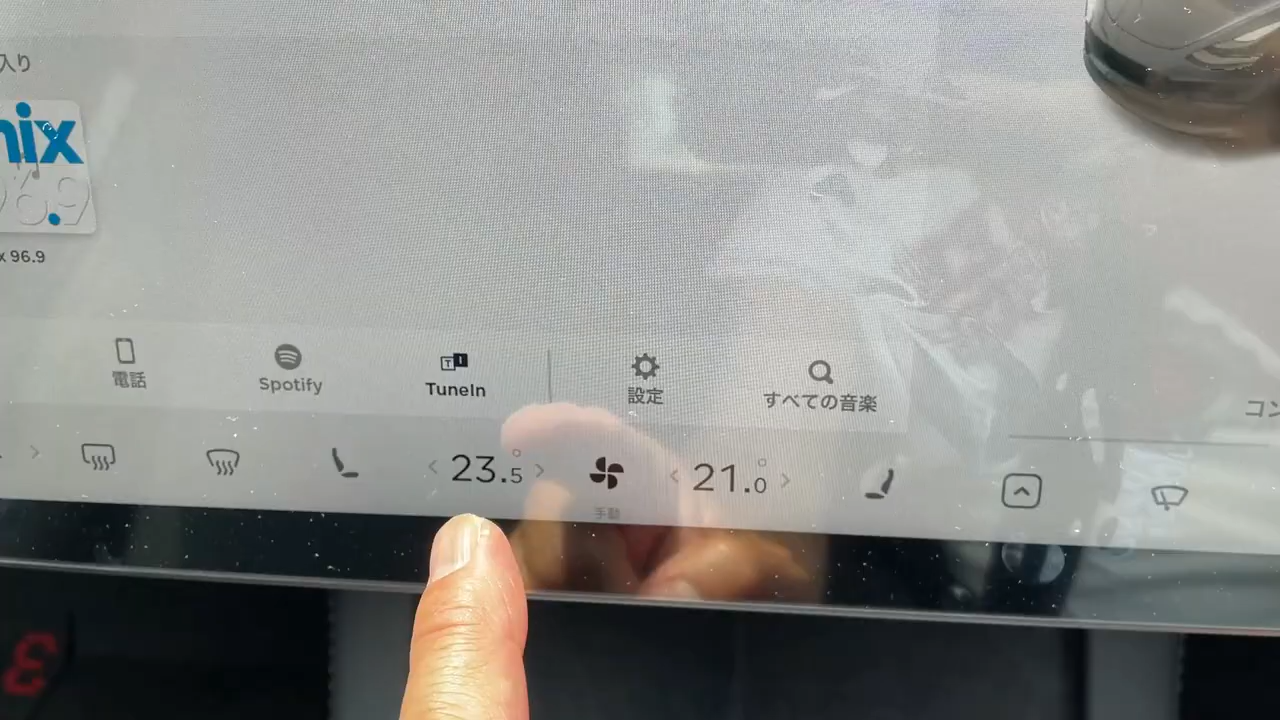 入り
nix
96.9
x 96.9
電話
Spotify
TuneIn
設定
すべての音楽
コン
23.5°
21.0°
手動